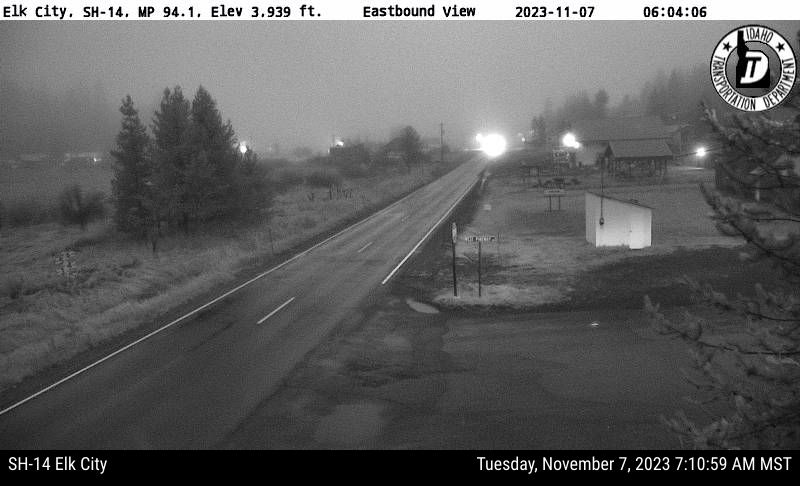 Elk City, SH-14, MP 94.1, Elev 3,939 ft. Eastbound View 2023-11-07 06:04:06
IDAHO
TRANSPORTATION DEPARTMENT
SH-14 Elk City Tuesday, November 7, 2023 7:10:59 AM MST